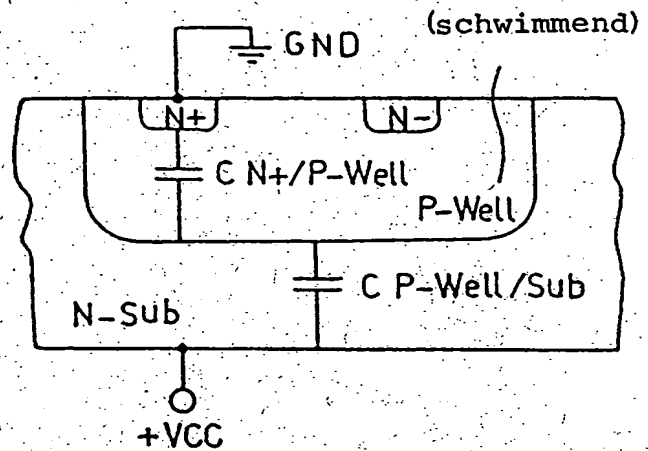 (schwimmend)
GND
N+
N-
C N+/P-Well
P-Well
C P-Well/Sub
N-Sub
+VCC